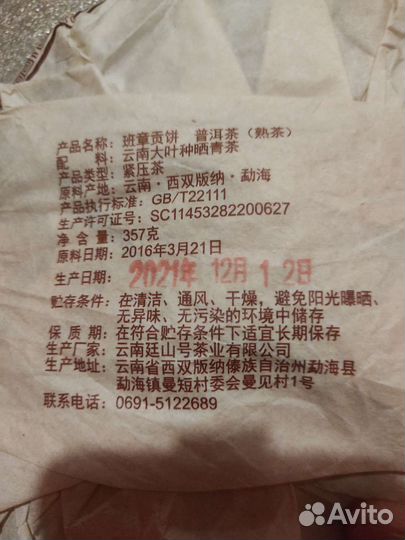 产品名称：班章贡饼 普洱茶（熟茶）
配 料：云南大叶种晒青茶
产品类型：紧压茶
原料产地：云南·西双版纳·勐海
产品执行标准：GB/T22111
生产许可证号：SC11453282200627
净 含 量：357克
原料日期：2016年3月21日
生产日期：2021年 12月 1 2日
贮存条件：在清洁、通风、干燥，避免阳光曝晒、
无异味、无污染的环境中储存
保 质 期：在符合贮存条件下适宜长期保存
生产厂家：云南廷山号茶业有限公司
生产地址：云南省西双版纳傣族自治州勐海县
勐海镇曼短村委会曼见村1号
联系电话：0691-5122689
Avito